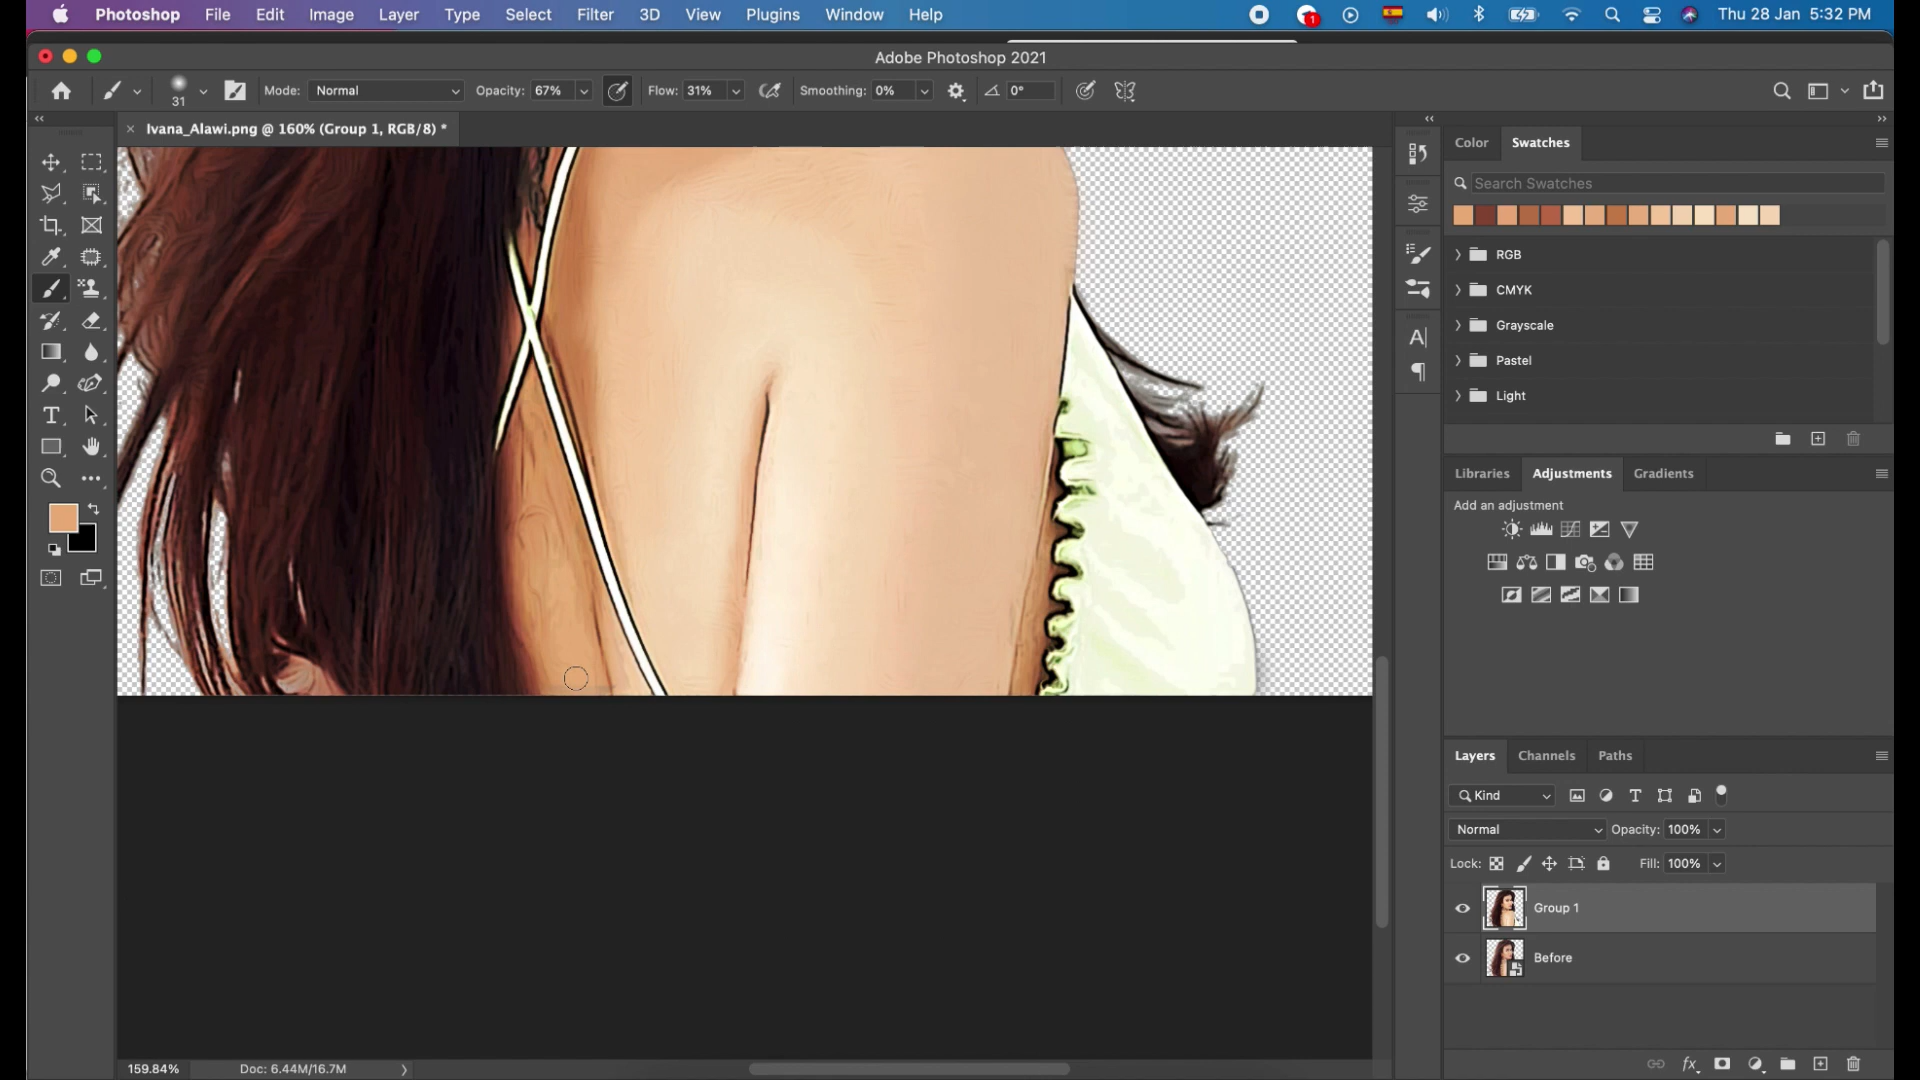 Photoshop File Edit Image Layer Type Select Filter 3D View Plugins Window Help 1 Thu 28 Jan 5:32 PM
Adobe Photoshop 2021
31 Mode: Normal Opacity: 67% Flow: 31% Smoothing: 0% 0°
Ivana_Alawi.png @ 160% (Group 1, RGB/8) *
Color Swatches
Search Swatches
RGB
CMYK
Grayscale
Pastel
Light
Libraries Adjustments Gradients
Add an adjustment
Layers Channels Paths
Kind
Normal Opacity: 100%
Lock: Fill: 100%
Group 1
Before
159.84% Doc: 6.44M/16.7M